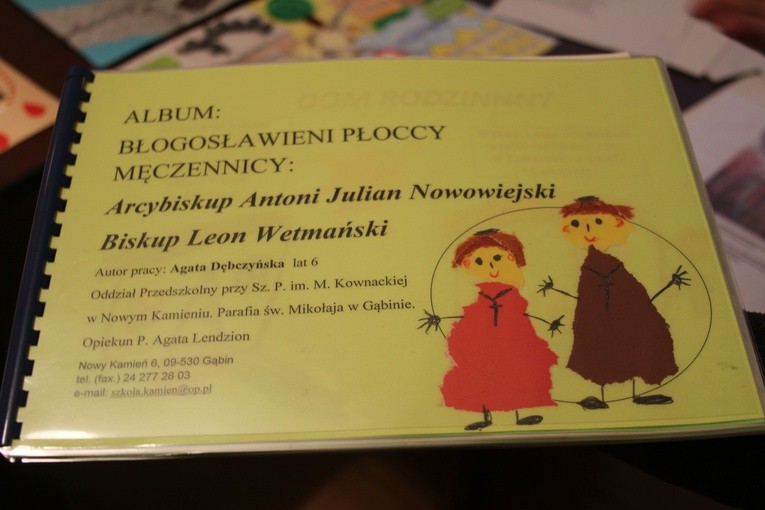 ALBUM:
BŁOGOSŁAWIENI PŁOCCY
MĘCZENNICY:
Arcybiskup Antoni Julian Nowowiejski
Biskup Leon Wetmański
Autor pracy: Agata Dębczyńska lat 6
Oddział Przedszkolny przy Sz. P. im. M. Kownackiej
w Nowym Kamieniu. Parafia św. Mikołaja w Gąbinie.
Opiekun P. Agata Lendzion
Nowy Kamień 6, 09-530 Gąbin
tel. (fax.) 24 277 28 03
e-mail: szkola.kamien@op.pl
DOM RODZINNNY